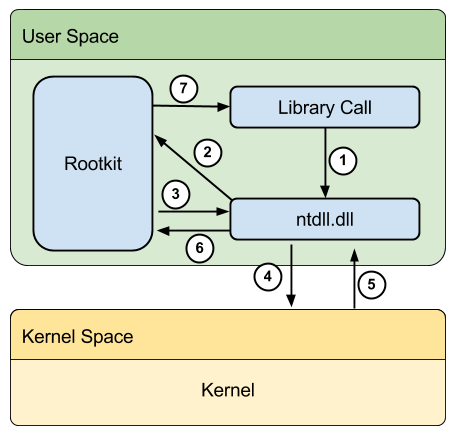 User Space
7
Library Call
Rootkit
2
1
3
ntdll.dll
6
4
5
Kernel Space
Kernel